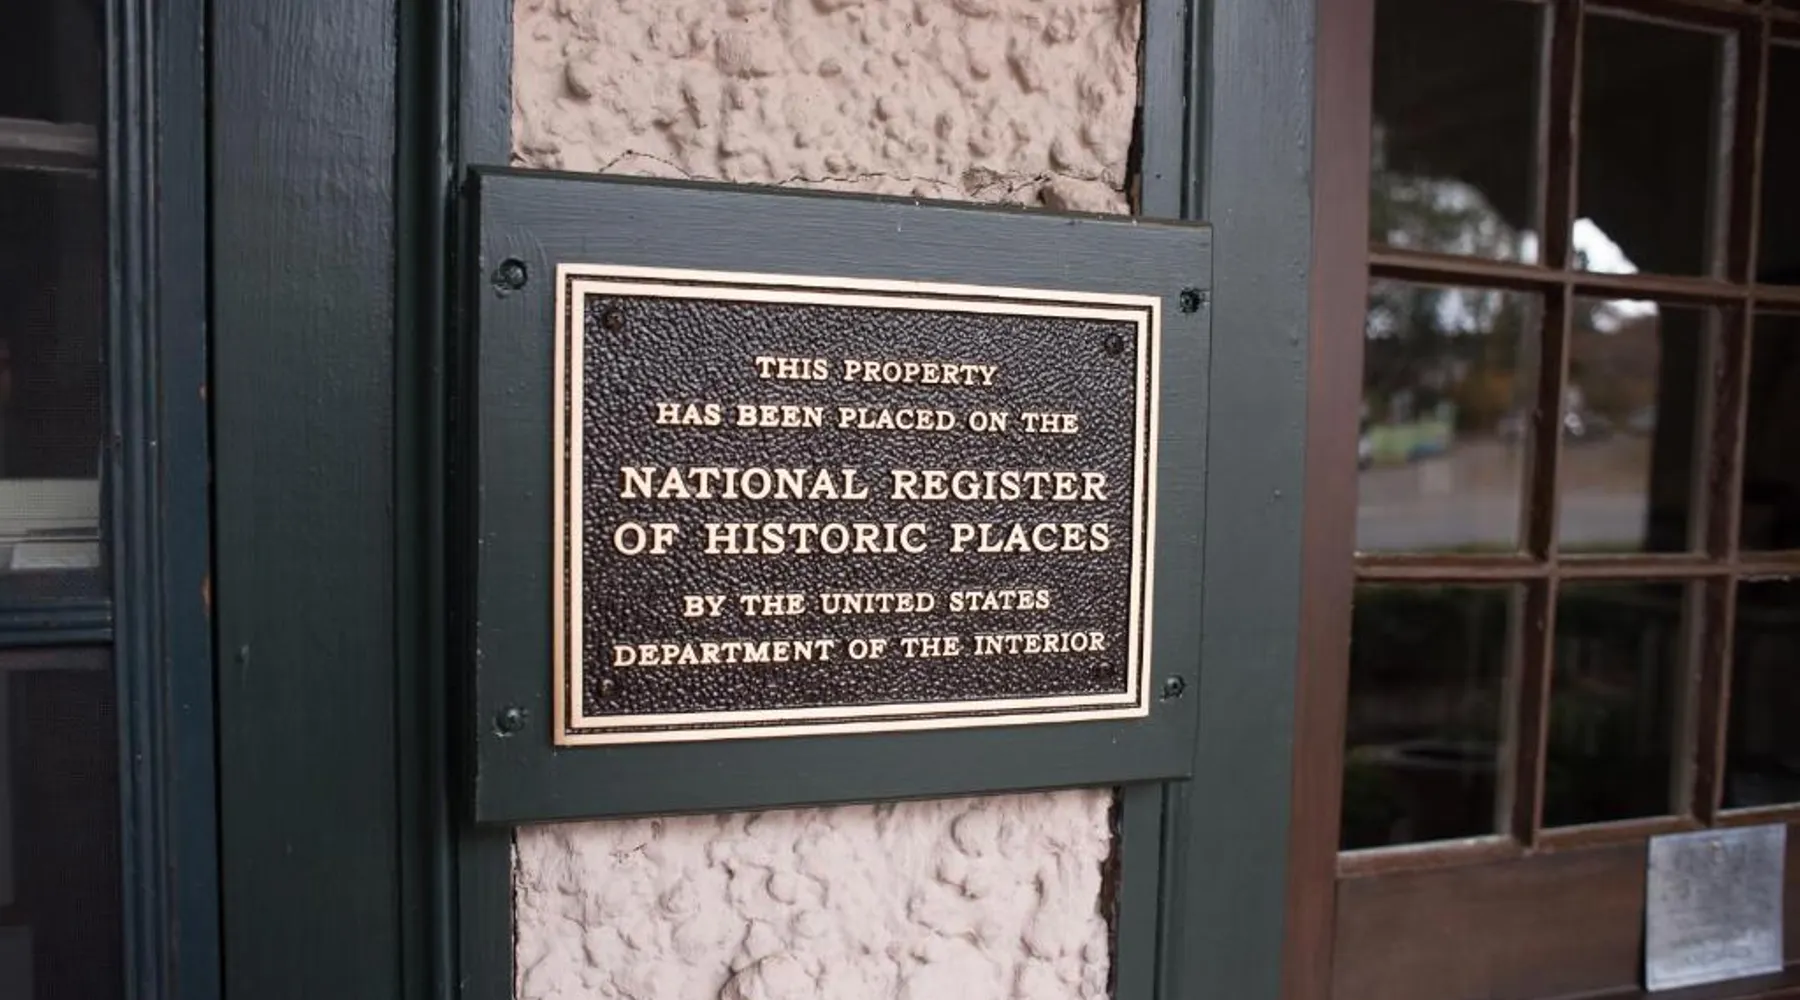 THIS PROPERTY
HAS BEEN PLACED ON THE
NATIONAL REGISTER
OF HISTORIC PLACES
BY THE UNITED STATES
DEPARTMENT OF THE INTERIOR